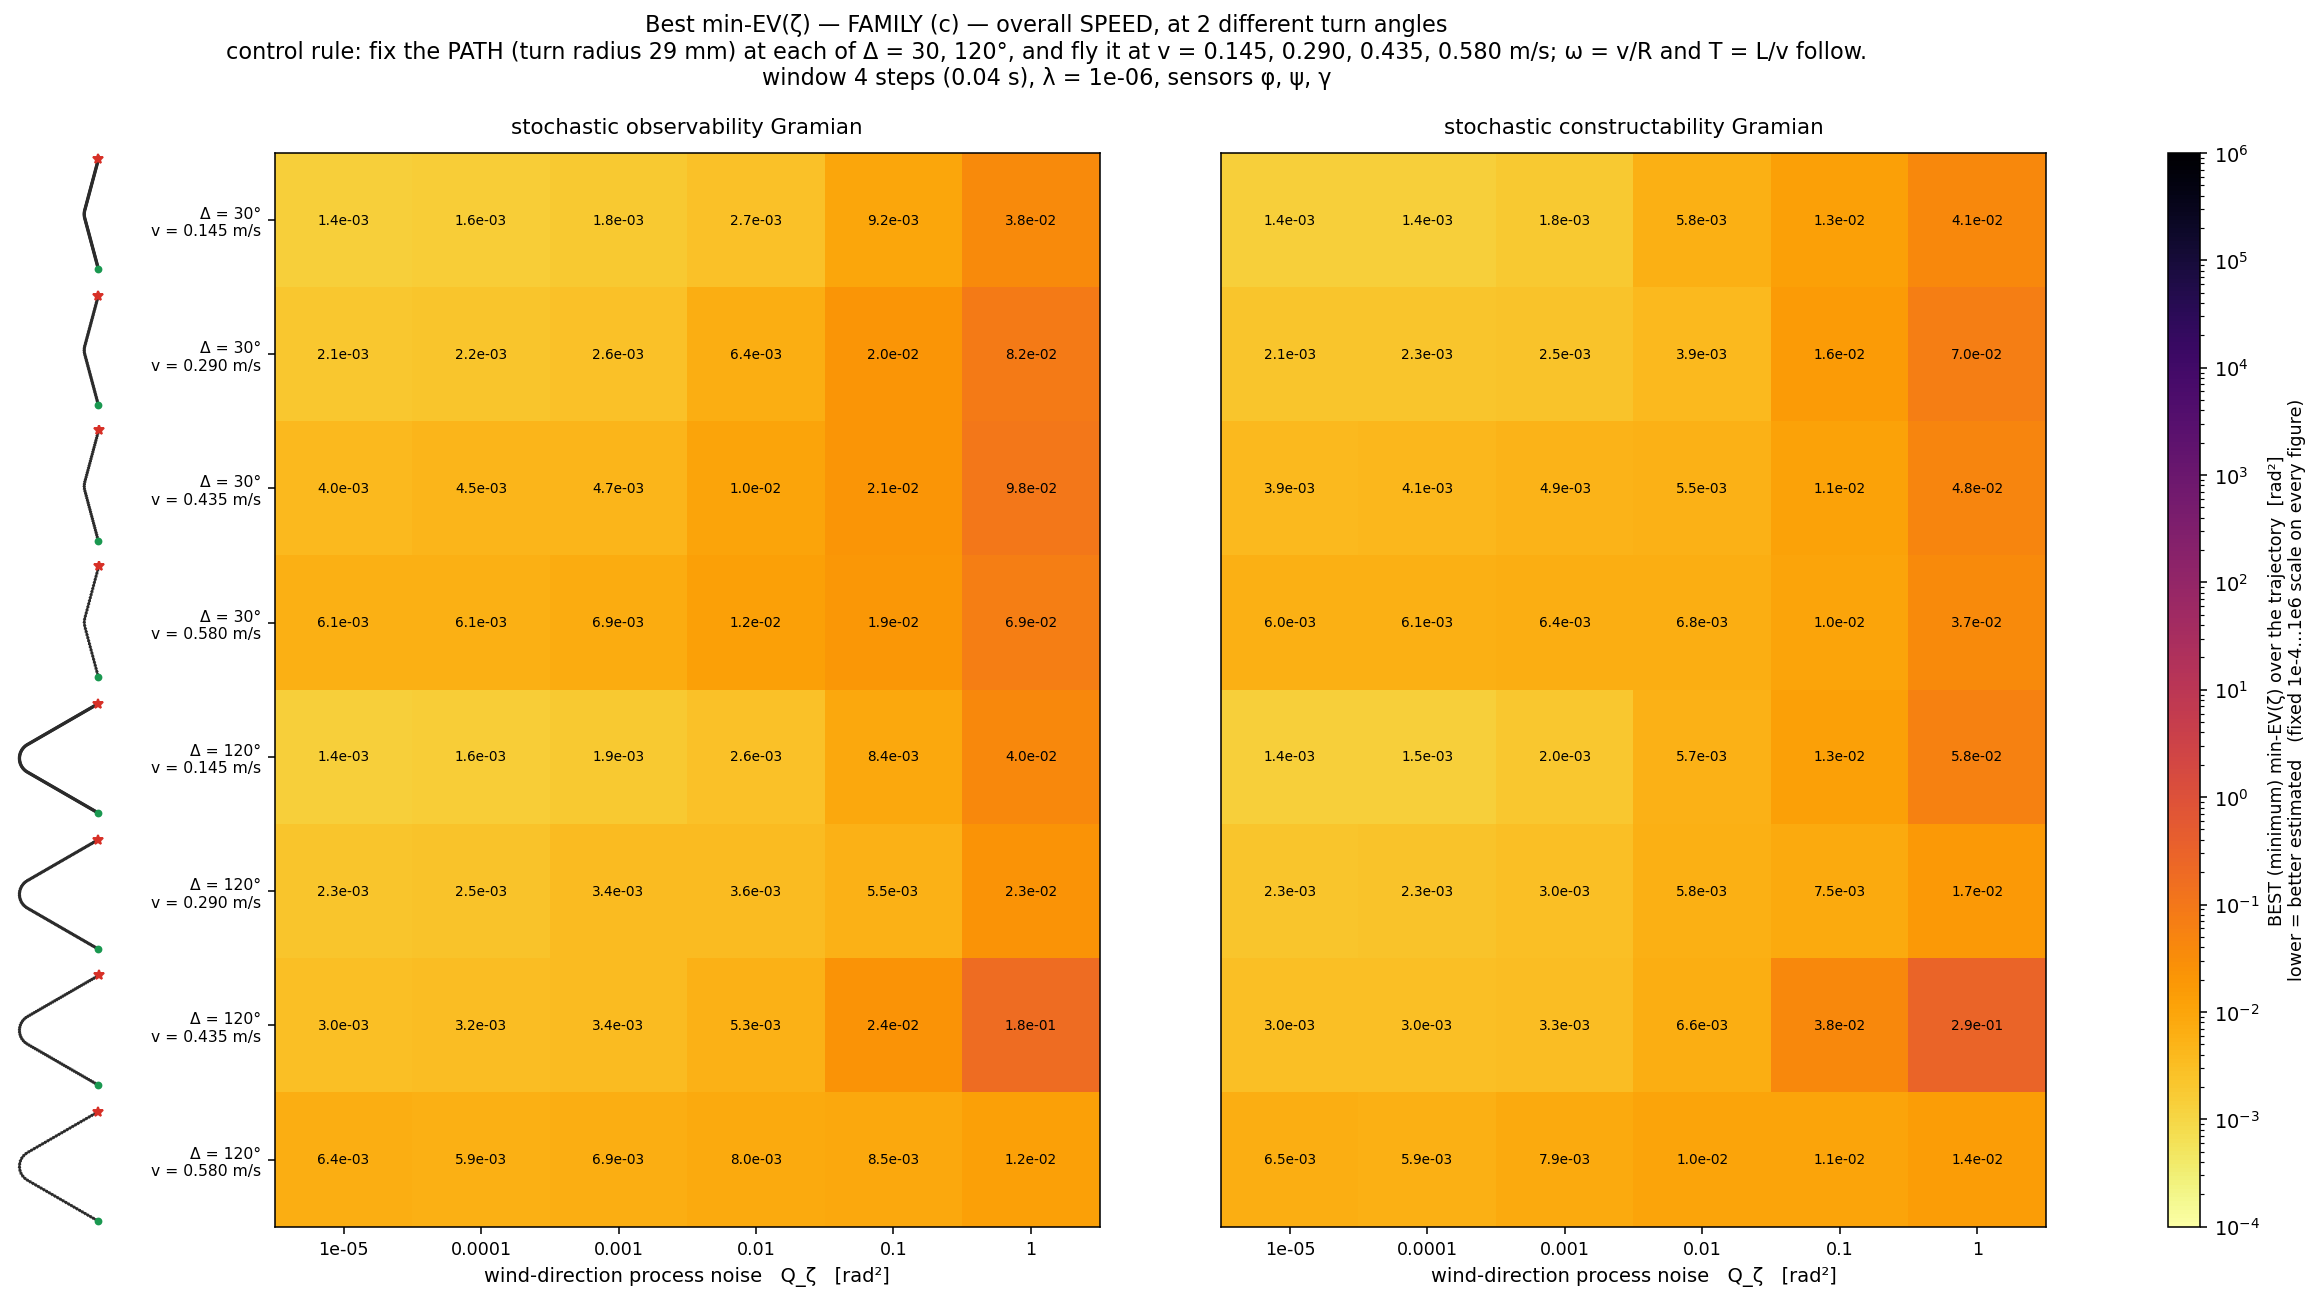 Best min-EV(ζ) — FAMILY (c) — overall SPEED, at 2 different turn angles
control rule: fix the PATH (turn radius 29 mm) at each of Δ = 30, 120°, and fly it at v = 0.145, 0.290, 0.435, 0.580 m/s; ω = v/R and T = L/v follow.
window 4 steps (0.04 s), λ = 1e-06, sensors φ, ψ, γ
stochastic observability Gramian
Δ = 30°
v = 0.145 m/s
1.4e-03 1.6e-03 1.8e-03 2.7e-03 9.2e-03 3.8e-02
Δ = 30°
v = 0.290 m/s
2.1e-03 2.2e-03 2.6e-03 6.4e-03 2.0e-02 8.2e-02
Δ = 30°
v = 0.435 m/s
4.0e-03 4.5e-03 4.7e-03 1.0e-02 2.1e-02 9.8e-02
Δ = 30°
v = 0.580 m/s
6.1e-03 6.1e-03 6.9e-03 1.2e-02 1.9e-02 6.9e-02
Δ = 120°
v = 0.145 m/s
1.4e-03 1.6e-03 1.9e-03 2.6e-03 8.4e-03 4.0e-02
Δ = 120°
v = 0.290 m/s
2.3e-03 2.5e-03 3.4e-03 3.6e-03 5.5e-03 2.3e-02
Δ = 120°
v = 0.435 m/s
3.0e-03 3.2e-03 3.4e-03 5.3e-03 2.4e-02 1.8e-01
Δ = 120°
v = 0.580 m/s
6.4e-03 5.9e-03 6.9e-03 8.0e-03 8.5e-03 1.2e-02
1e-05 0.0001 0.001 0.01 0.1 1
wind-direction process noise Q_ζ [rad²]
stochastic constructability Gramian
1.4e-03 1.4e-03 1.8e-03 5.8e-03 1.3e-02 4.1e-02
2.1e-03 2.3e-03 2.5e-03 3.9e-03 1.6e-02 7.0e-02
3.9e-03 4.1e-03 4.9e-03 5.5e-03 1.1e-02 4.8e-02
6.0e-03 6.1e-03 6.4e-03 6.8e-03 1.0e-02 3.7e-02
1.4e-03 1.5e-03 2.0e-03 5.7e-03 1.3e-02 5.8e-02
2.3e-03 2.3e-03 3.0e-03 5.8e-03 7.5e-03 1.7e-02
3.0e-03 3.0e-03 3.3e-03 6.6e-03 3.8e-02 2.9e-01
6.5e-03 5.9e-03 7.9e-03 1.0e-02 1.1e-02 1.4e-02
1e-05 0.0001 0.001 0.01 0.1 1
wind-direction process noise Q_ζ [rad²]
10⁶
10⁵
10⁴
10³
10²
10¹
10⁰
10⁻¹
10⁻²
10⁻³
10⁻⁴
BEST (minimum) min-EV(ζ) over the trajectory [rad²]
lower = better estimated (fixed 1e-4…1e6 scale on every figure)